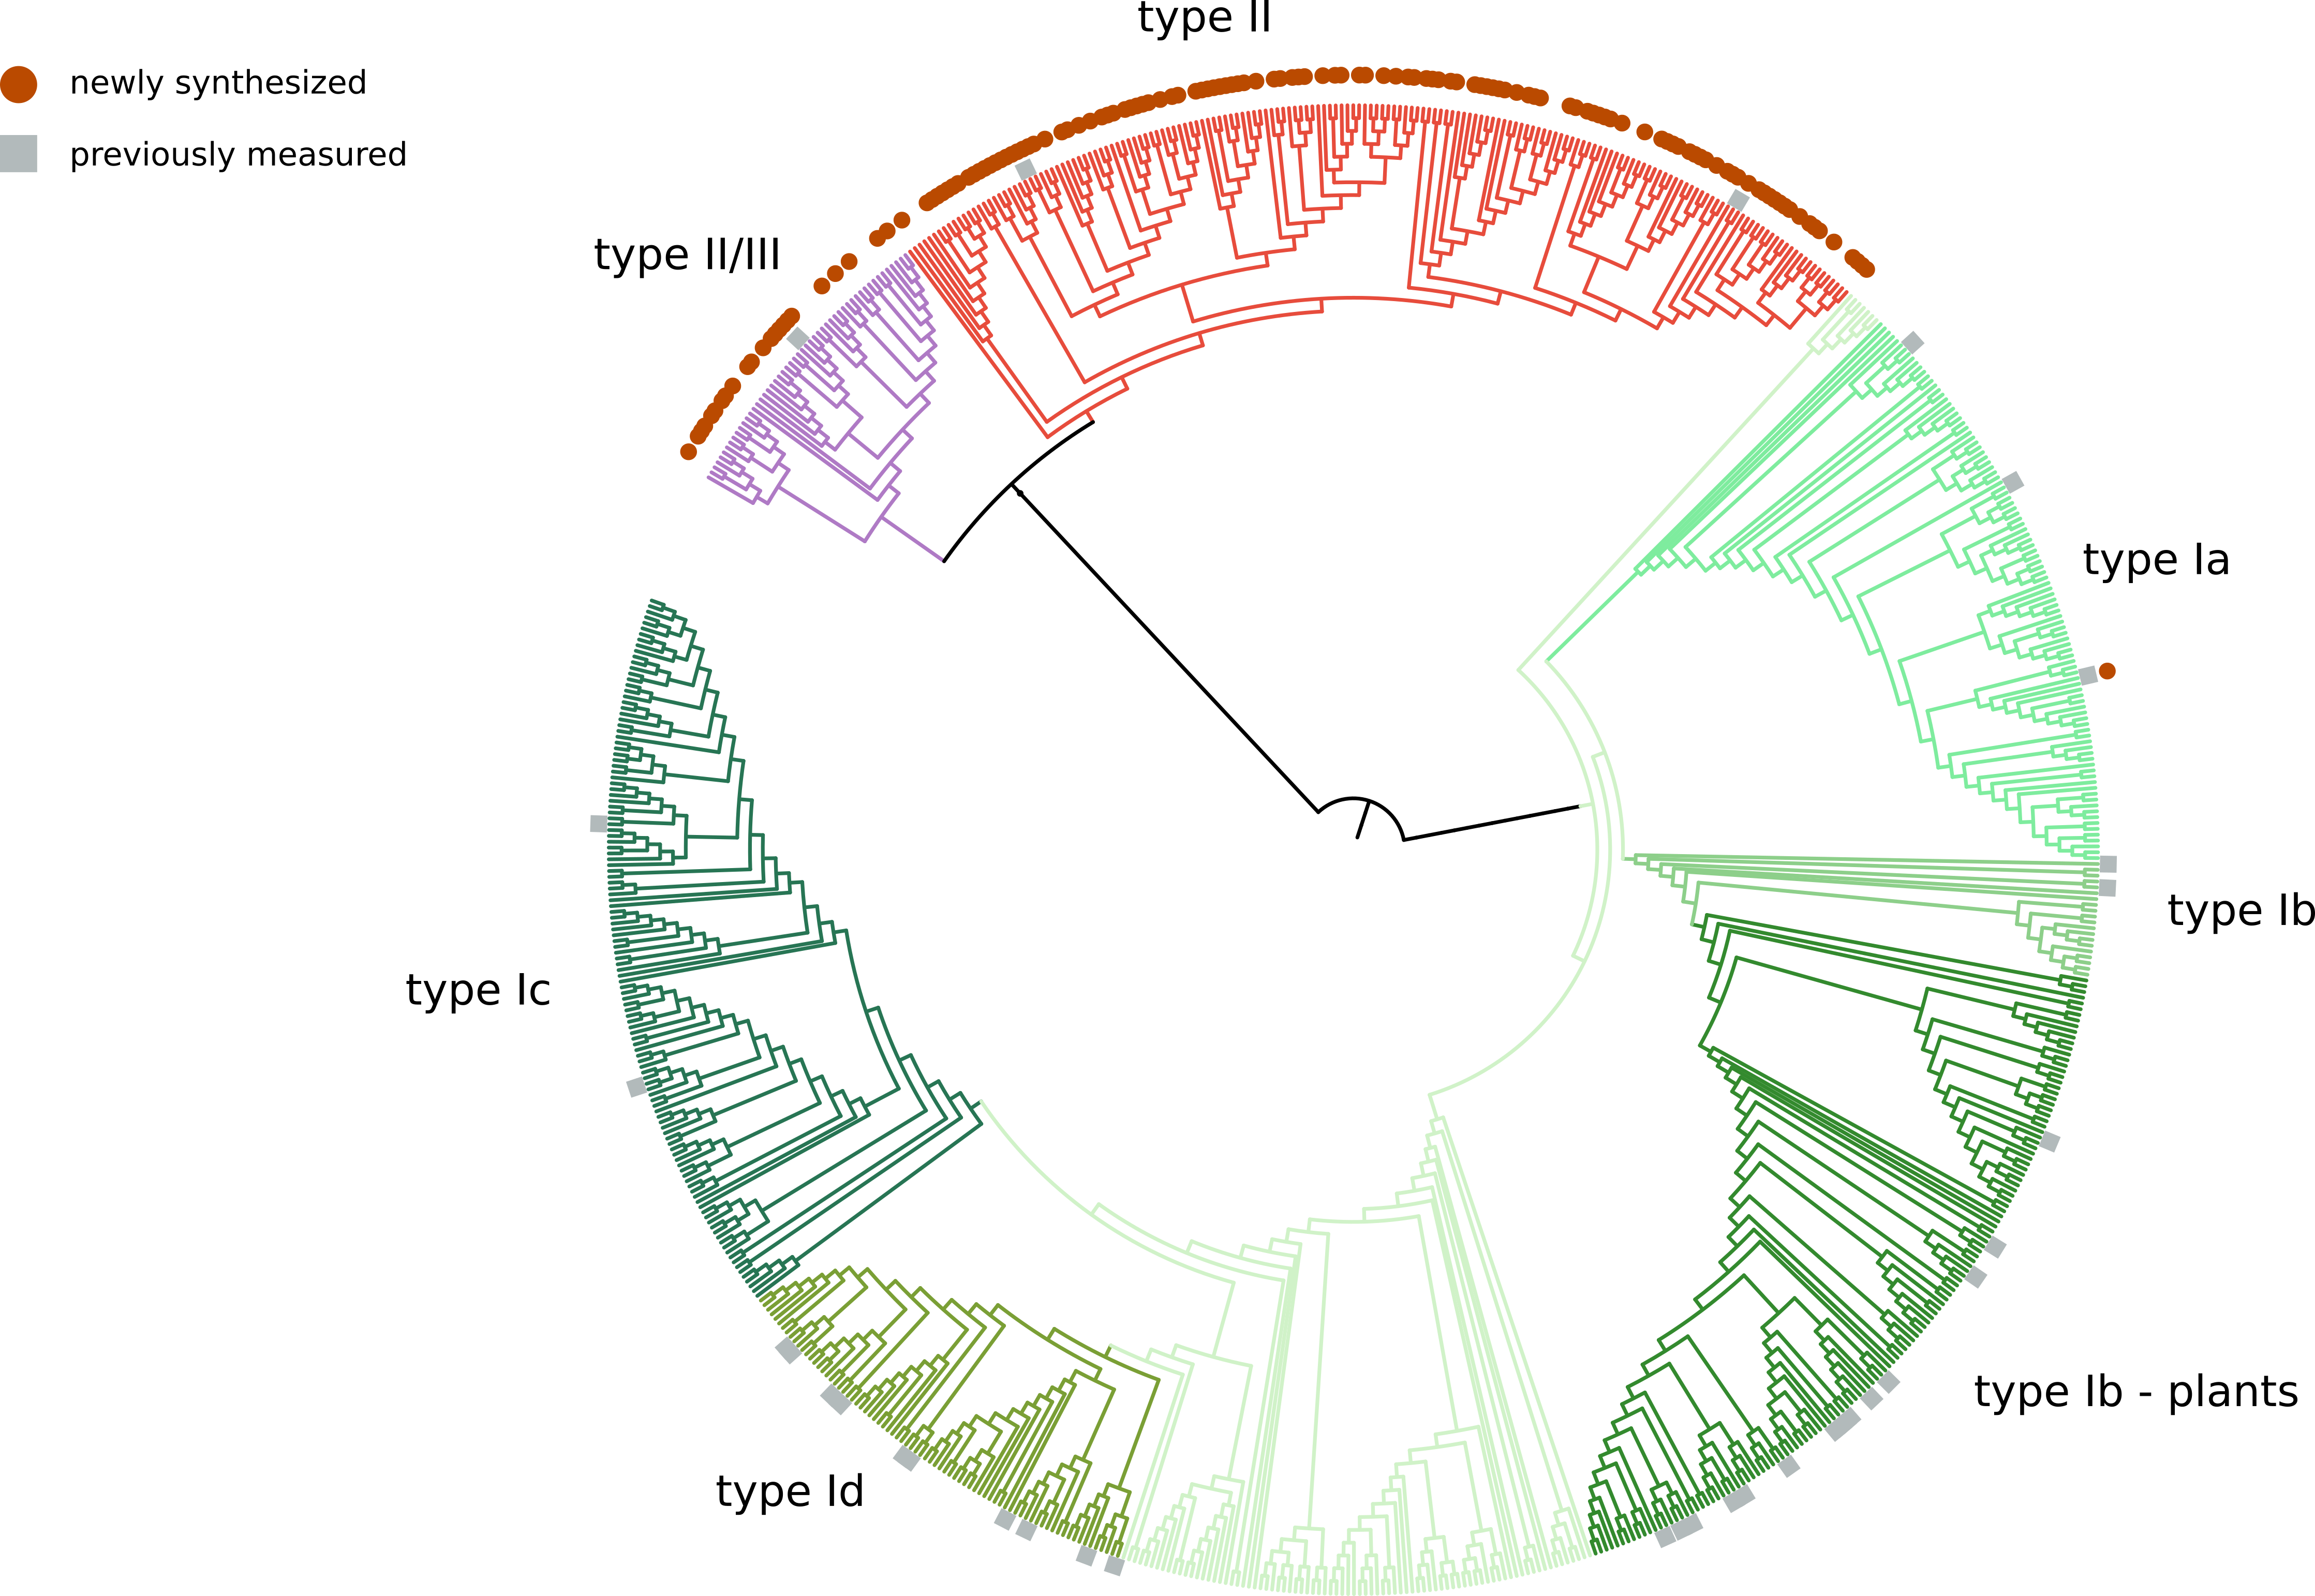 type II
newly synthesized
previously measured
type II/III
type Ia
type Ib
type Ic
type Ib - plants
type Id